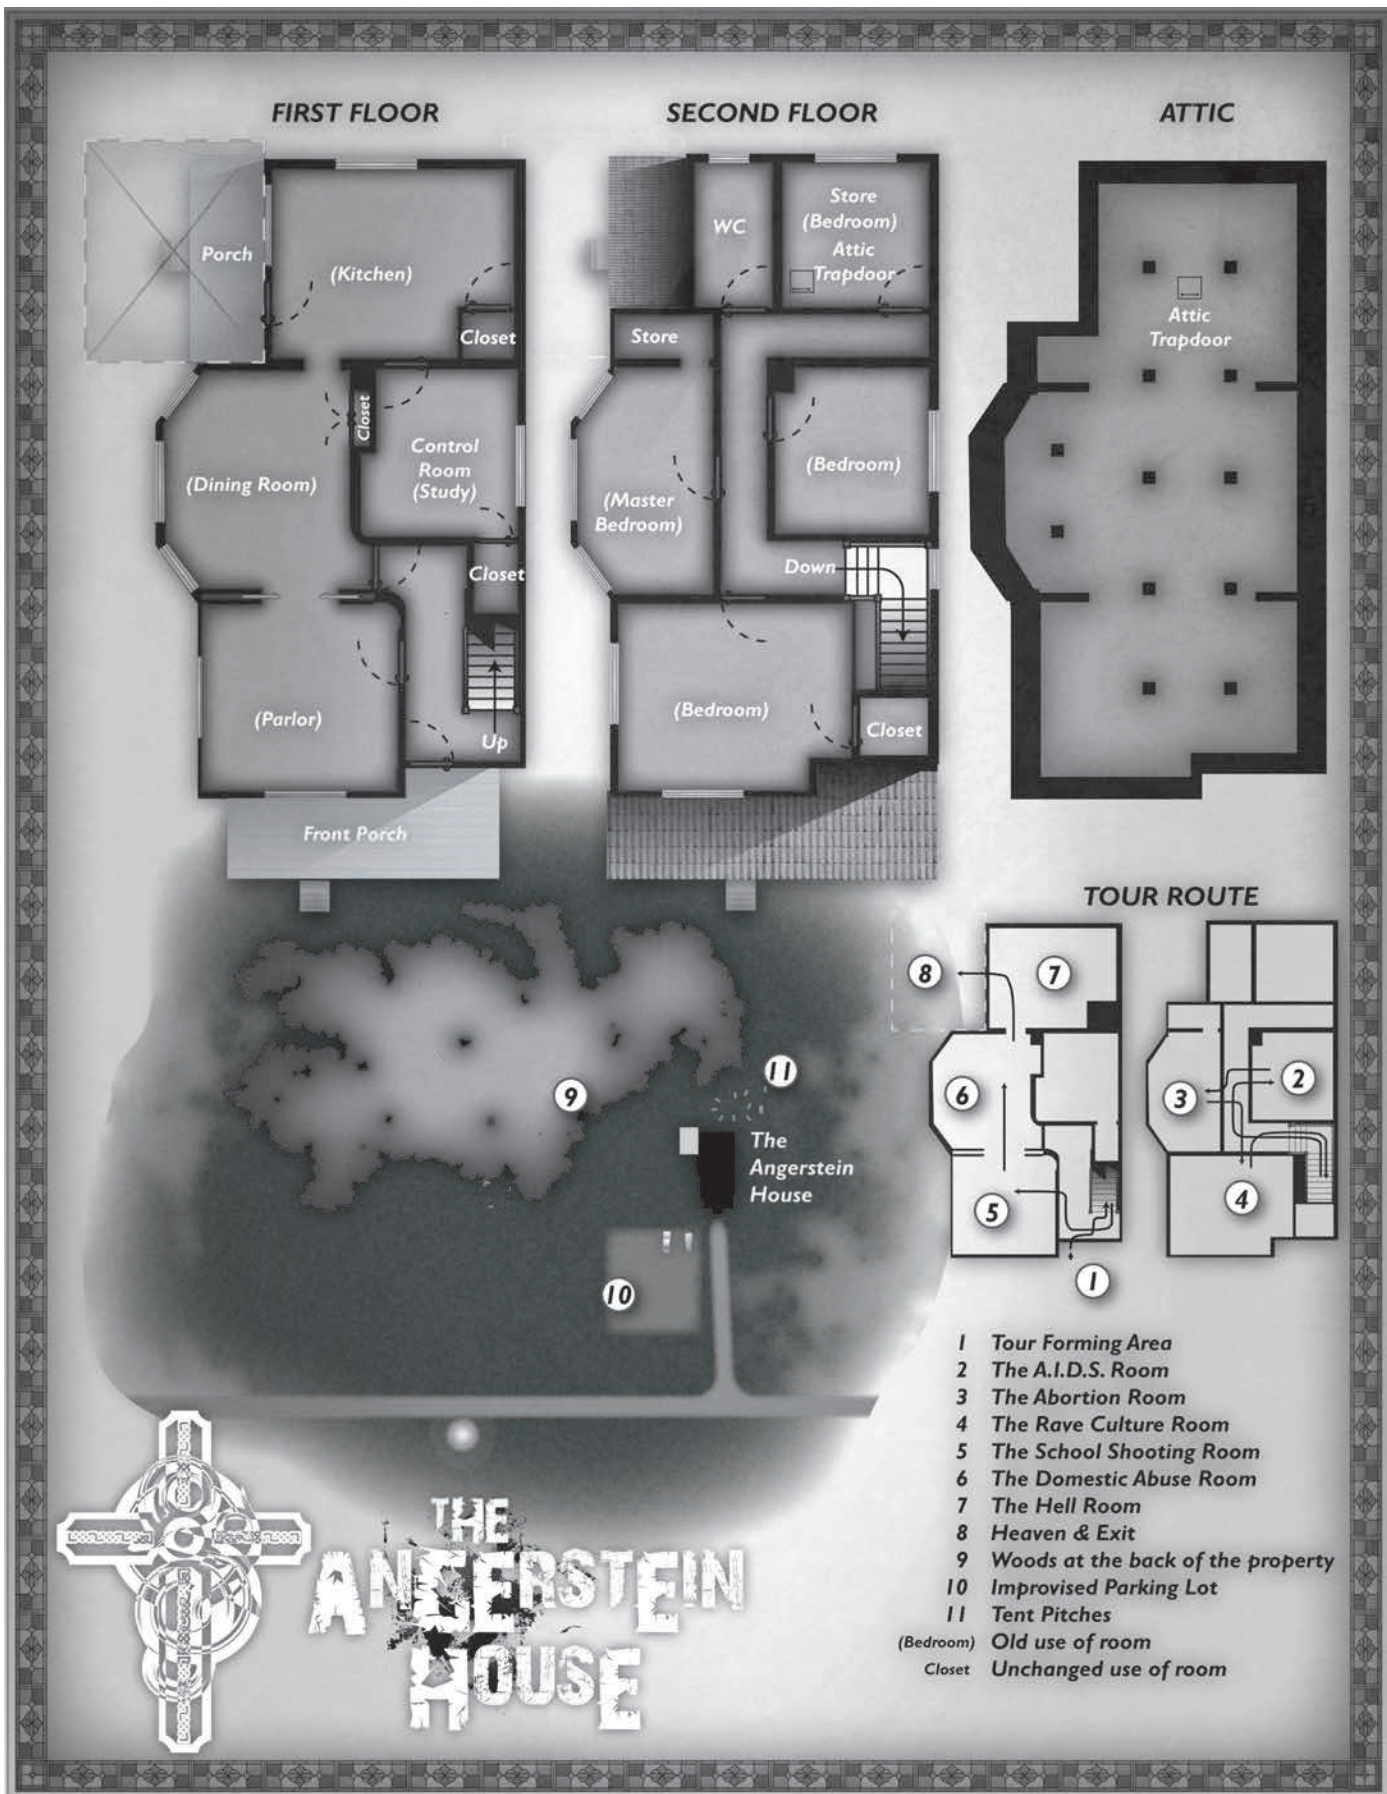 FIRST FLOOR
Porch
(Kitchen)
Closet
Closet
Control
Room
(Study)
(Dining Room)
Closet
(Parlor)
Up
Front Porch
SECOND FLOOR
WC
Store
(Bedroom)
Attic
Trapdoor
Store
(Bedroom)
(Master
Bedroom)
Down
(Bedroom)
Closet
ATTIC
Attic
Trapdoor
TOUR ROUTE
8
7
6
5
1
2
3
4
11
9
The
Angerstein
House
10
1 Tour Forming Area
2 The A.I.D.S. Room
3 The Abortion Room
4 The Rave Culture Room
5 The School Shooting Room
6 The Domestic Abuse Room
7 The Hell Room
8 Heaven & Exit
9 Woods at the back of the property
10 Improvised Parking Lot
11 Tent Pitches
(Bedroom) Old use of room
Closet Unchanged use of room
THE
ANGERSTEIN
HOUSE